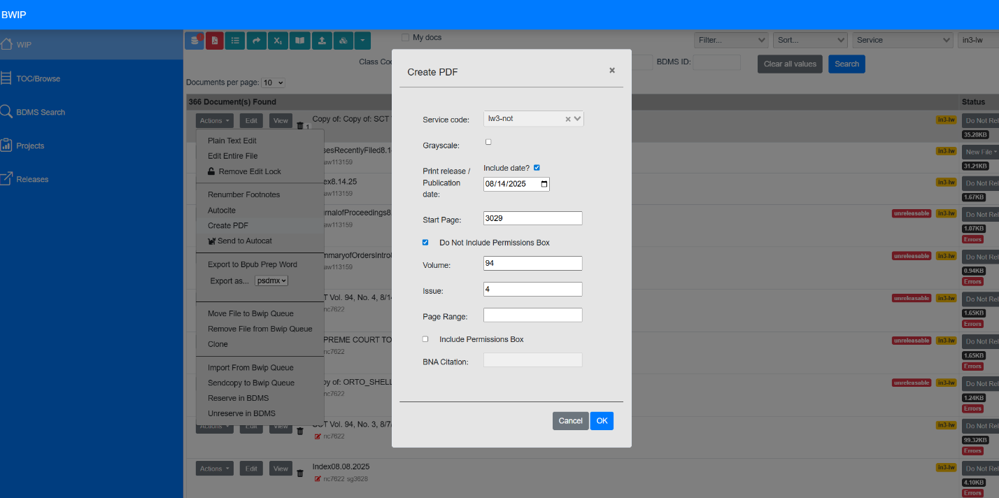 BWIP
WIP
TOC/Browse
BDMS Search
Projects
Releases
X₁
My docs
Filter...
Sort...
Service
in3-lw
Class Co
BDMS ID:
Clear all values
Search
Documents per page: 10
366 Document(s) Found
Status
Actions Edit View 1 Copy of: Copy of: SCT in3-lw Do Not Rel
35.28KB
Plain Text Edit
Edit Entire File
Remove Edit Lock
Renumber Footnotes
Autocite
Create PDF
Send to Autocat
Export to Bpub Prep Word
Export as... psdmx
Move File to Bwip Queue
Remove File from Bwip Queue
Clone
Import From Bwip Queue
Sendcopy to Bwip Queue
Reserve in BDMS
Unreserve in BDMS
sesRecentlyFiled8.1 in3-lw New File
aw113159 31.21KB
ex8.14.25 in3-lw Do Not Rel
aw113159 1.67KB
rnalofProceedings8 unreleasable in3-lw Do Not Rel
aw113159 1.07KB
Errors
mmaryofOrdersIntro unreleasable in3-lw Do Not Rel
aw113159 0.94KB
Errors
T Vol. 94, No. 4, 8/1 unreleasable in3-lw Do Not Rel
nc7622 1.65KB
Errors
PREME COURT TO unreleasable in3-lw Do Not Rel
nc7622 1.65KB
Errors
py of: ORTO_SHELL unreleasable in3-lw Do Not Rel
nc7622 1.24KB
Errors
Actions Edit View SCT Vol. 94, No. 3, 8/7/ in3-lw Do Not Rel
nc7622 99.32KB
Errors
Actions Edit View Index08.08.2025 in3-lw Do Not Rel
nc7622 sg3628 4.10KB
Errors
Create PDF ×
Service code: lw3-not ×
Grayscale:
Print release / Publication date:
Include date?
08/14/2025
Start Page: 3029
Do Not Include Permissions Box
Volume: 94
Issue: 4
Page Range:
Include Permissions Box
BNA Citation:
Cancel OK